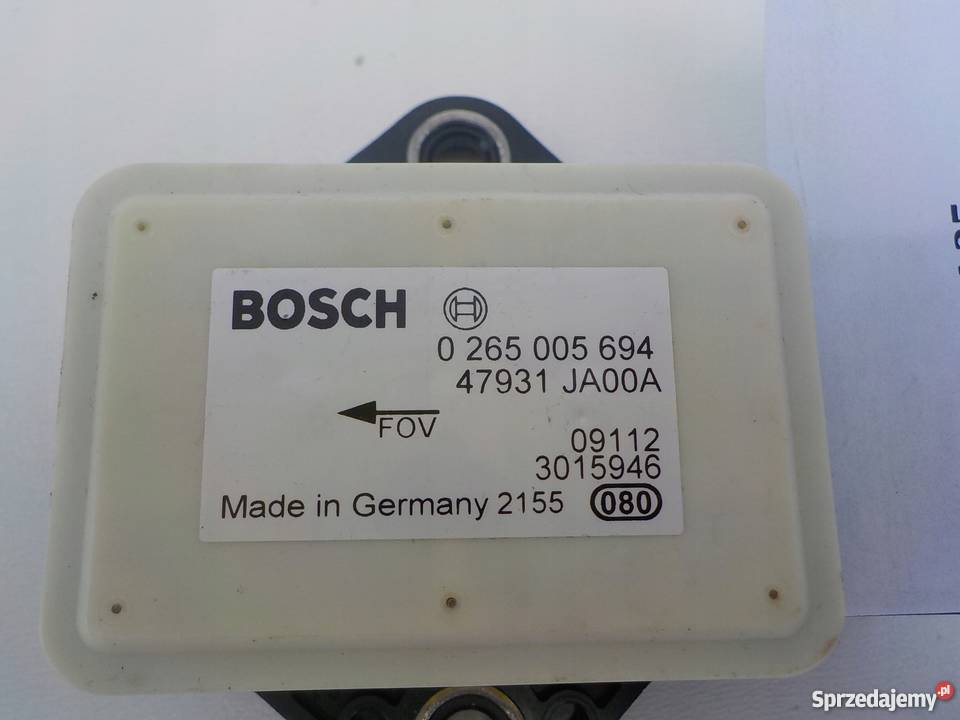 BOSCH
0 265 005 694
47931 JA00A
FOV
09112
3015946
Made in Germany 2155 080
Sprzedajemy.pl